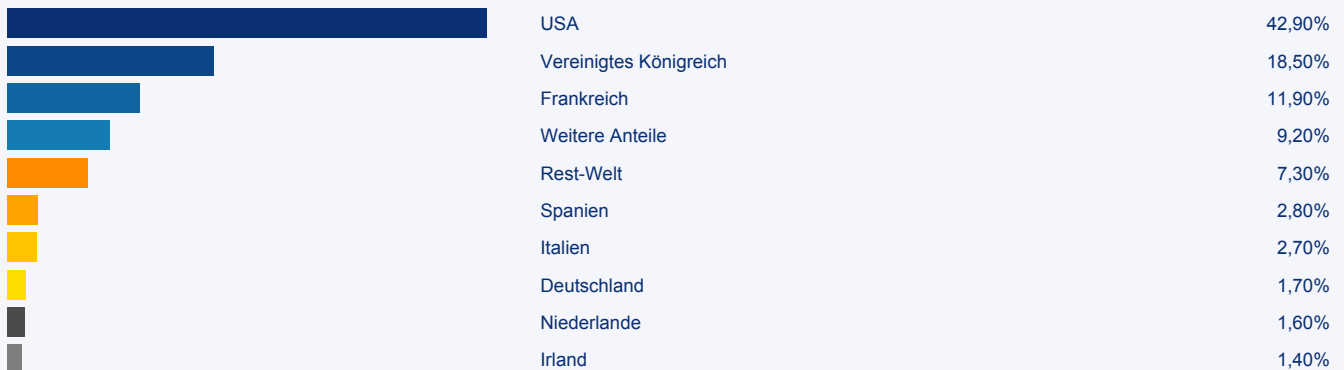 USA 42,90%
Vereinigtes Königreich 18,50%
Frankreich 11,90%
Weitere Anteile 9,20%
Rest-Welt 7,30%
Spanien 2,80%
Italien 2,70%
Deutschland 1,70%
Niederlande 1,60%
Irland 1,40%